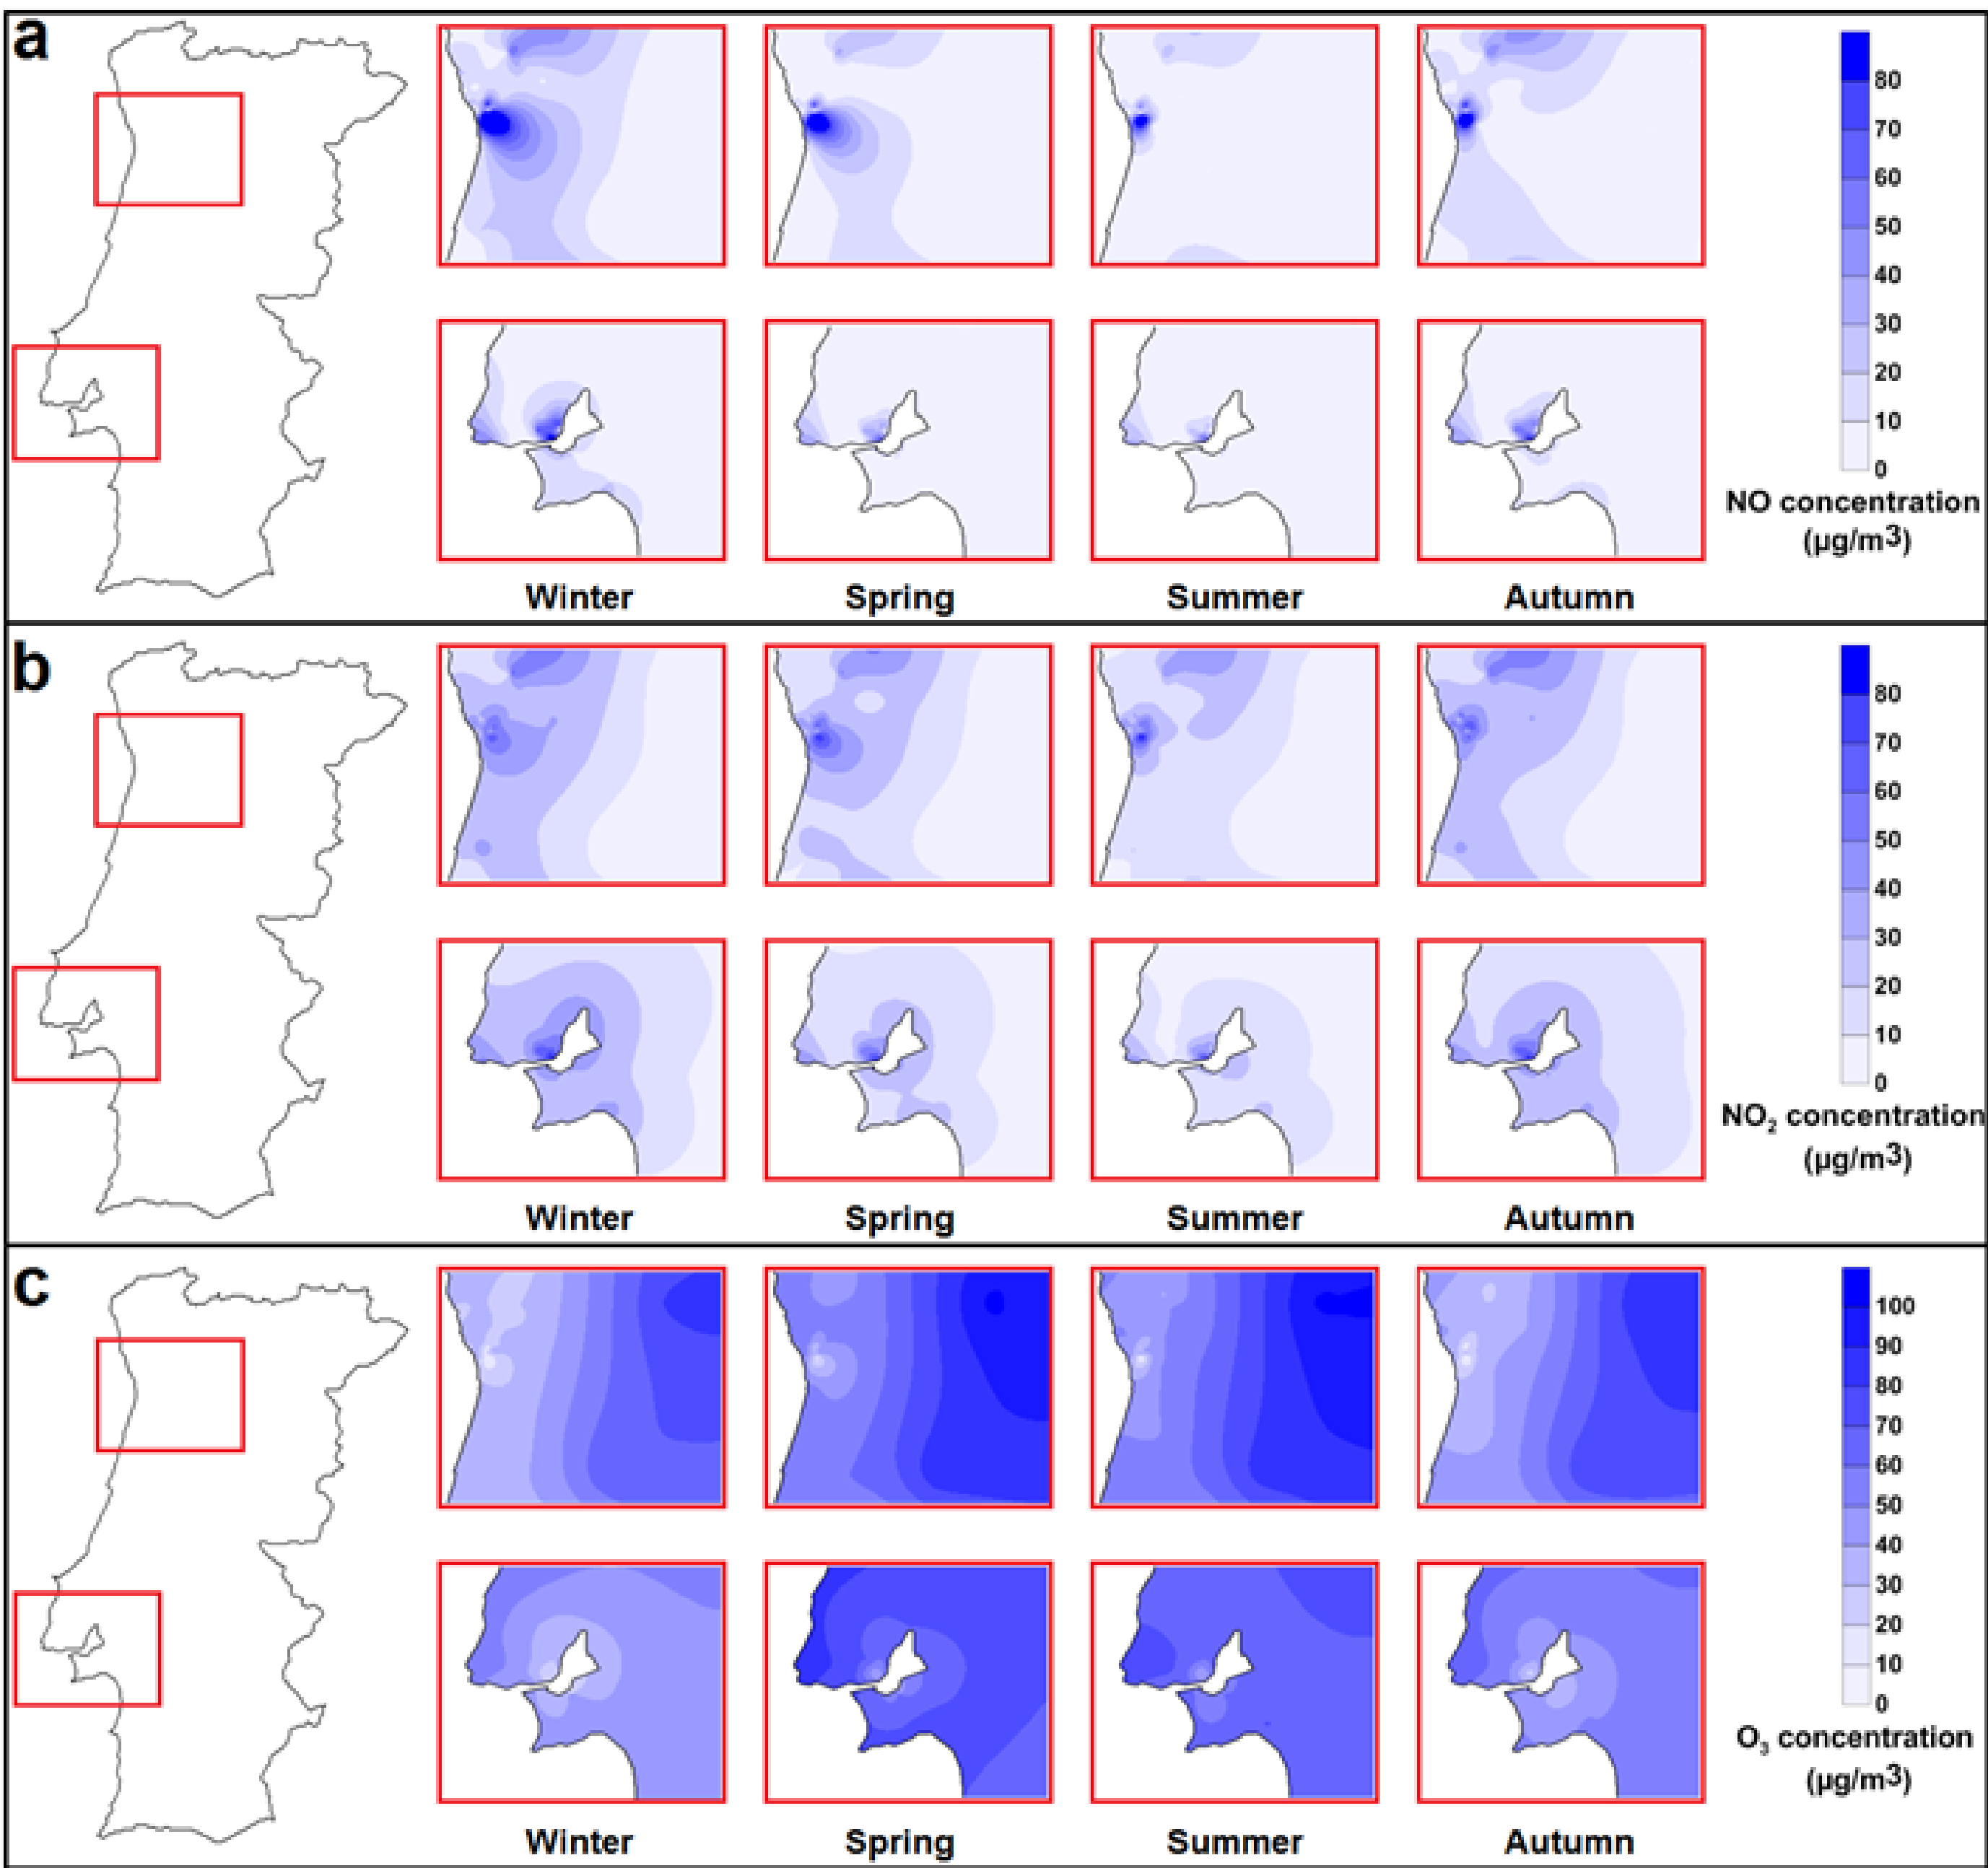 a
80
70
60
50
40
30
20
10
0
NO concentration
(µg/m3)
Winter Spring Summer Autumn
b
80
70
60
50
40
30
20
10
0
NO₂ concentration
(µg/m3)
Winter Spring Summer Autumn
c
100
90
80
70
60
50
40
30
20
10
0
O₃ concentration
(µg/m3)
Winter Spring Summer Autumn